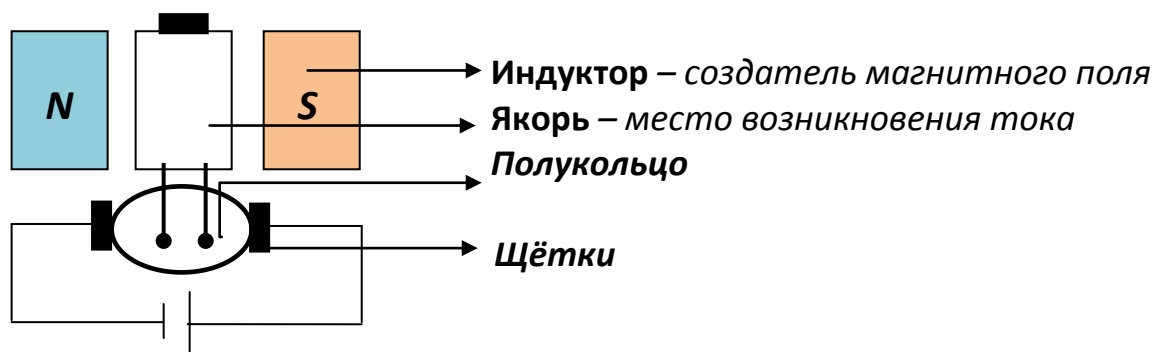 N
S
Индуктор – создатель магнитного поля
Якорь – место возникновения тока
Полукольцо
Щётки